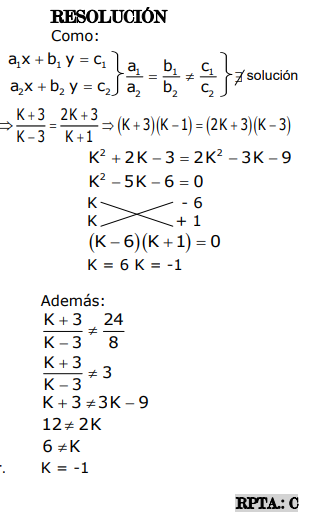 RESOLUCIÓN
Como:
a₁x + b₁ y = c₁
a₂x + b₂ y = c₂ } a₁/a₂ = b₁/b₂ ≠ c₁/c₂ } ∄ solución
⇒ (K + 3)/(K − 3) = (2K + 3)/(K + 1) ⇒ (K + 3)(K − 1) = (2K + 3)(K − 3)
K² + 2K − 3 = 2K² − 3K − 9
K² − 5K − 6 = 0
K - 6
K + 1
(K − 6)(K + 1) = 0
K = 6 K = -1
Además:
(K + 3)/(K − 3) ≠ 24/8
(K + 3)/(K − 3) ≠ 3
K + 3 ≠ 3K − 9
12 ≠ 2K
6 ≠ K
r. K = -1
RPTA.: C